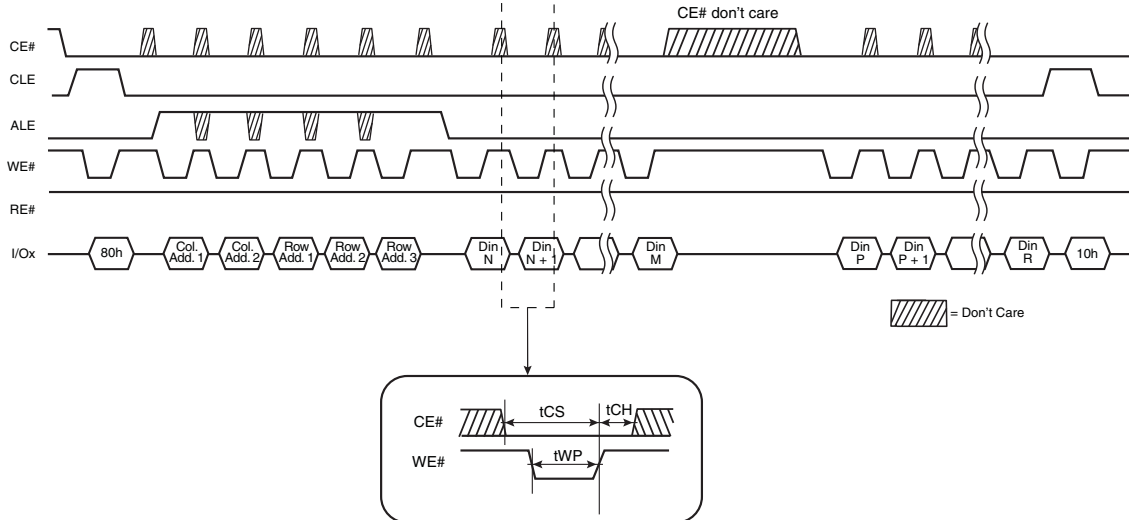 CE# don't care
CE#
CLE
ALE
WE#
RE#
I/Ox
80h
Col. Add. 1
Col. Add. 2
Row Add. 1
Row Add. 2
Row Add. 3
Din N
Din N + 1
Din M
Din P
Din P + 1
Din R
10h
= Don't Care
CE#
tCS
tCH
WE#
tWP